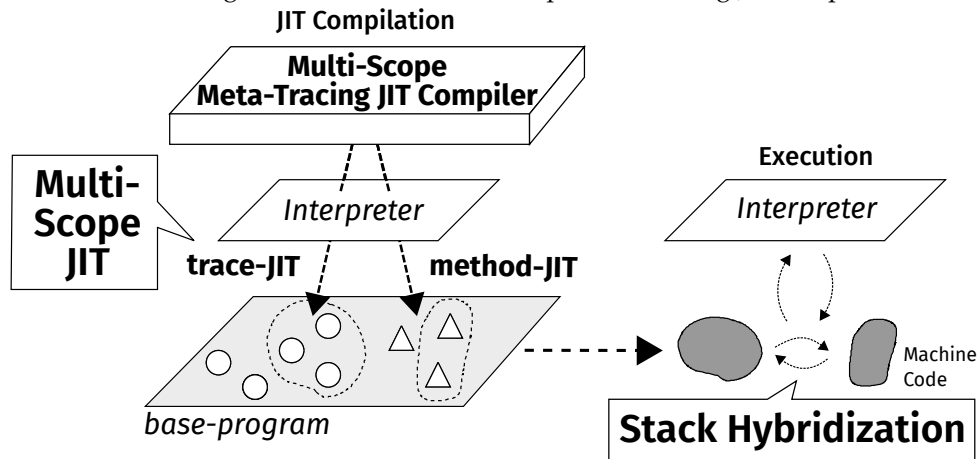 JIT Compilation
Multi-Scope
Meta-Tracing JIT Compiler
Multi-
Scope
JIT
Interpreter
trace-JIT
method-JIT
base-program
Execution
Interpreter
Machine
Code
Stack Hybridization